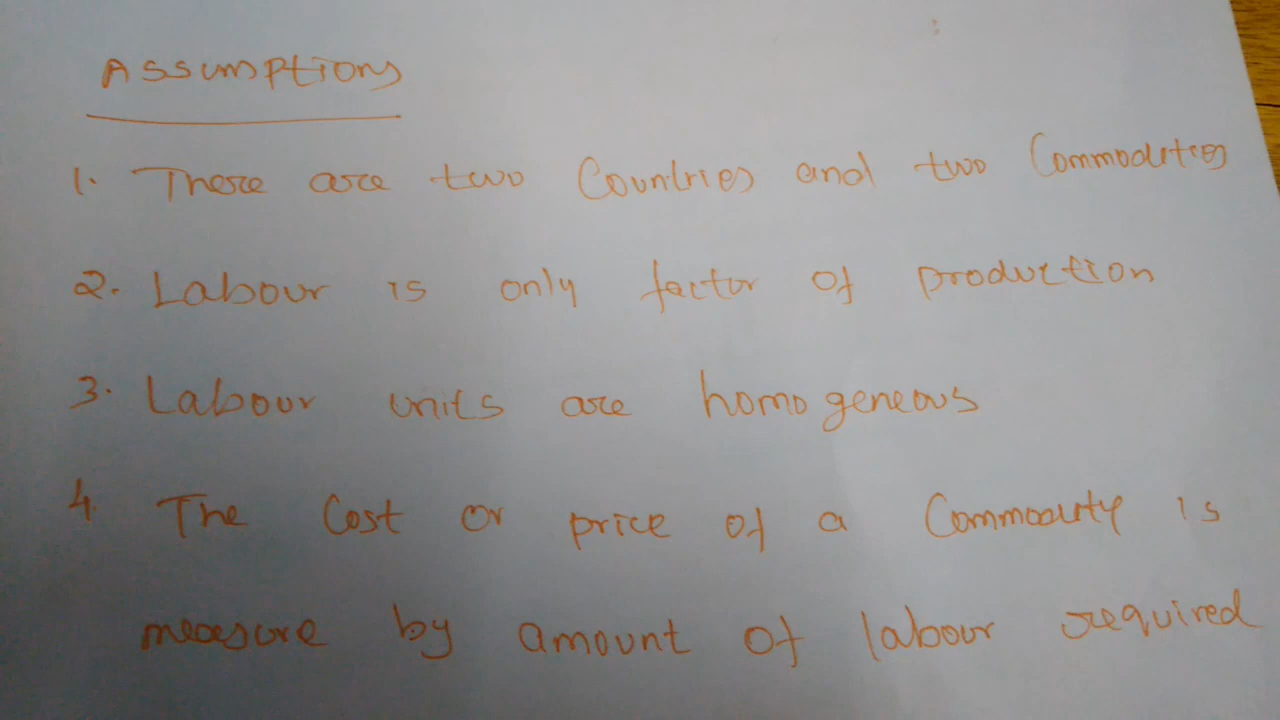 Assumptions
1. There are two Countries and two Commodities
2. Labour is only factor of production
3. Labour units are homogeneous
4. The Cost or price of a Commodity is
measure by amount of labour required